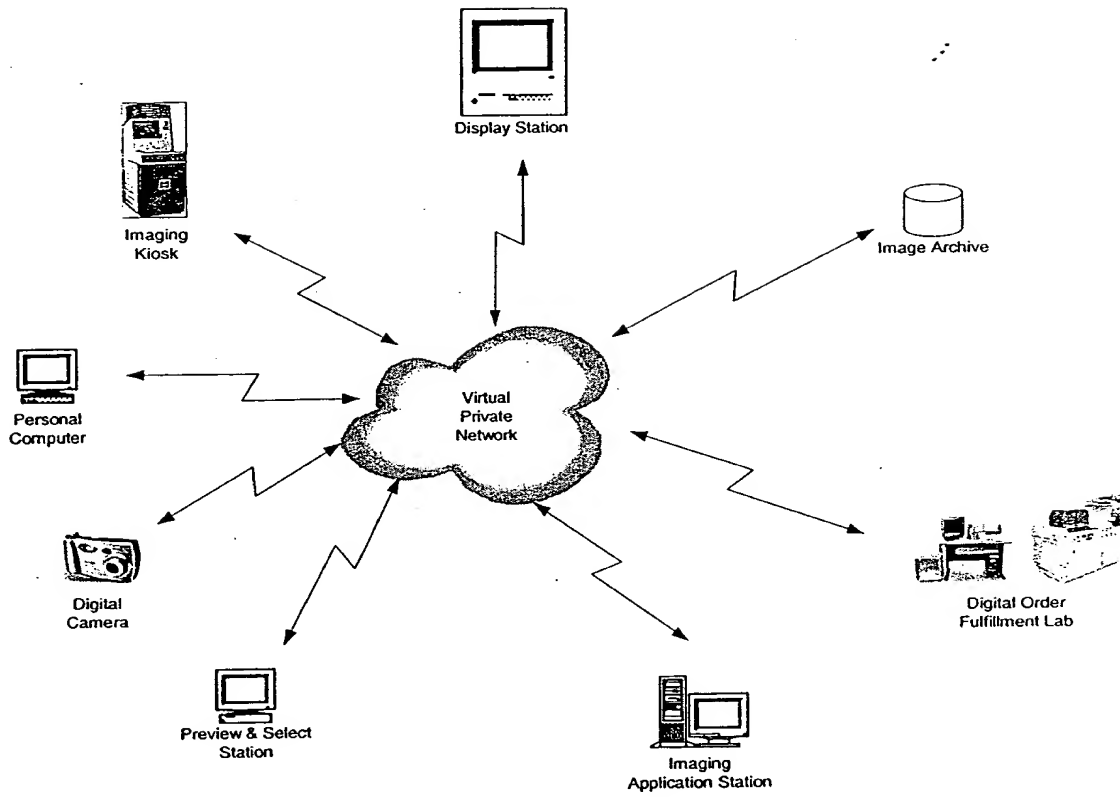 Display Station
Imaging
Kiosk
Image Archive
Virtual
Private
Network
Personal
Computer
Digital
Camera
Digital Order
Fulfillment Lab
Preview & Select
Station
Imaging
Application Station